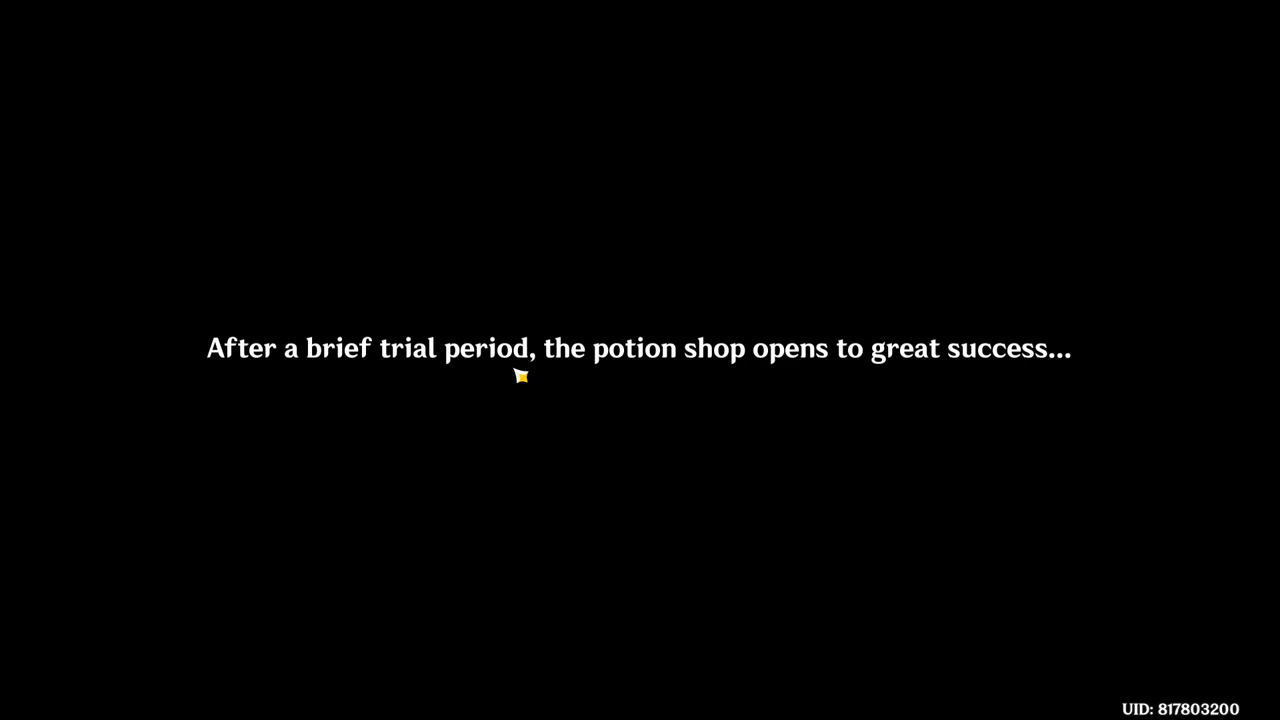 After a brief trial period, the potion shop opens to great success...
UID: 817803200